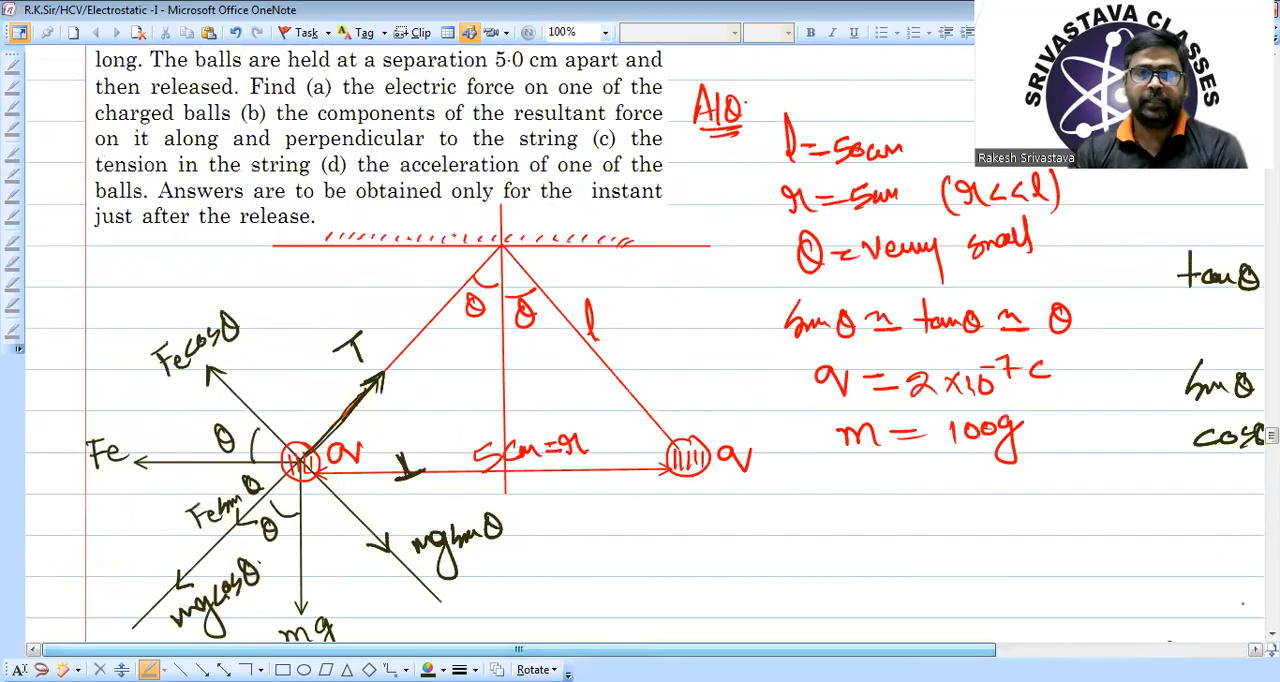 R.K.Sir/HCV/Electrostatic -I - Microsoft Office OneNote
Task Tag Clip 100% B I U
SRIVASTAVA CLASSES
Rakesh Srivastava
long. The balls are held at a separation 5·0 cm apart and
then released. Find (a) the electric force on one of the
charged balls (b) the components of the resultant force
on it along and perpendicular to the string (c) the
tension in the string (d) the acceleration of one of the
balls. Answers are to be obtained only for the instant
just after the release.
A/Q
l = 50cm
r = 5cm (r<<l)
θ = verry small
sinθ ≃ tanθ ≃ θ
q = 2×10⁻⁷ C
m = 100g
tanθ
sinθ
cosθ
θ θ l
T
Fe cosθ
θ
Fe
q
5cm=r
q
Fe sinθ
θ
mg sinθ
mg cosθ
mg
Rotate